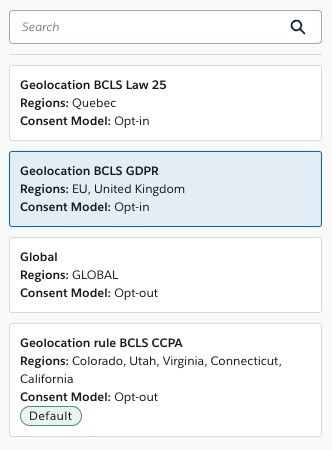 Search
Geolocation BCLS Law 25
Regions: Quebec
Consent Model: Opt-in
Geolocation BCLS GDPR
Regions: EU, United Kingdom
Consent Model: Opt-in
Global
Regions: GLOBAL
Consent Model: Opt-out
Geolocation rule BCLS CCPA
Regions: Colorado, Utah, Virginia, Connecticut,
California
Consent Model: Opt-out
Default